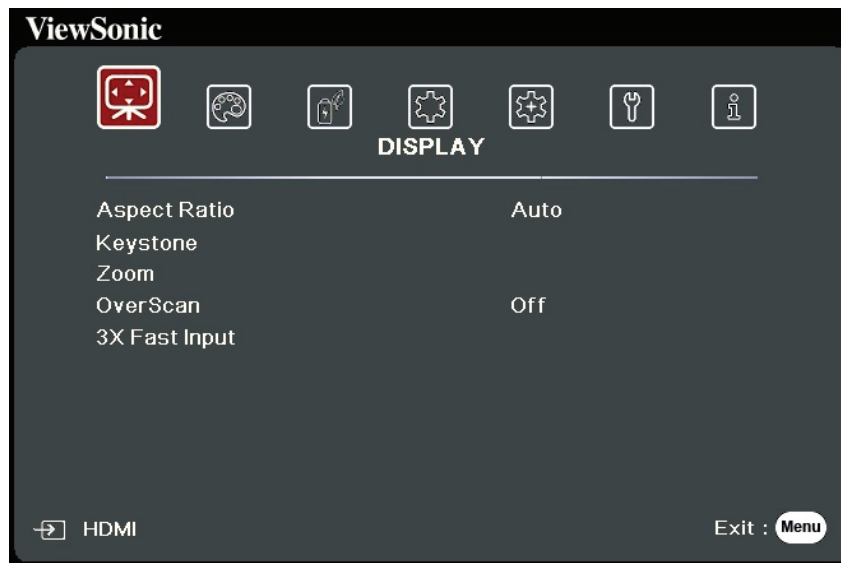 ViewSonic
DISPLAY
Aspect Ratio Auto
Keystone
Zoom
OverScan Off
3X Fast Input
HDMI Exit : Menu